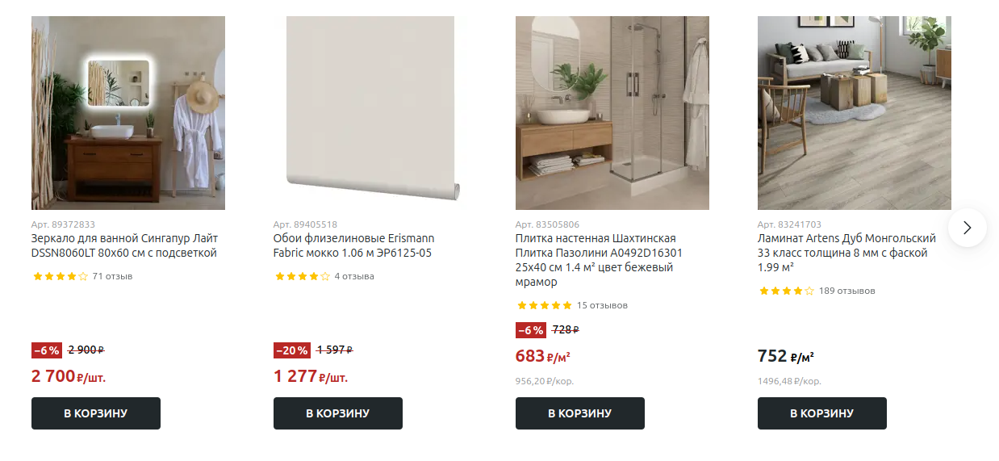 Арт. 89372833
Зеркало для ванной Сингапур Лайт
DSSN8060LT 80х60 см с подсветкой
71 отзыв
−6 %
2 900 ₽
2 700 ₽/шт.
В КОРЗИНУ
Арт. 89405518
Обои флизелиновые Erismann
Fabric мокко 1.06 м ЭР6125-05
4 отзыва
−20 %
1 597 ₽
1 277 ₽/шт.
В КОРЗИНУ
Арт. 83505806
Плитка настенная Шахтинская
Плитка Пазолини A0492D16301
25х40 см 1.4 м² цвет бежевый
мрамор
15 отзывов
−6 %
728 ₽
683 ₽/м²
956,20 ₽/кор.
В КОРЗИНУ
Арт. 83241703
Ламинат Artens Дуб Монгольский
33 класс толщина 8 мм с фаской
1.99 м²
189 отзывов
752 ₽/м²
1496,48 ₽/кор.
В КОРЗИНУ